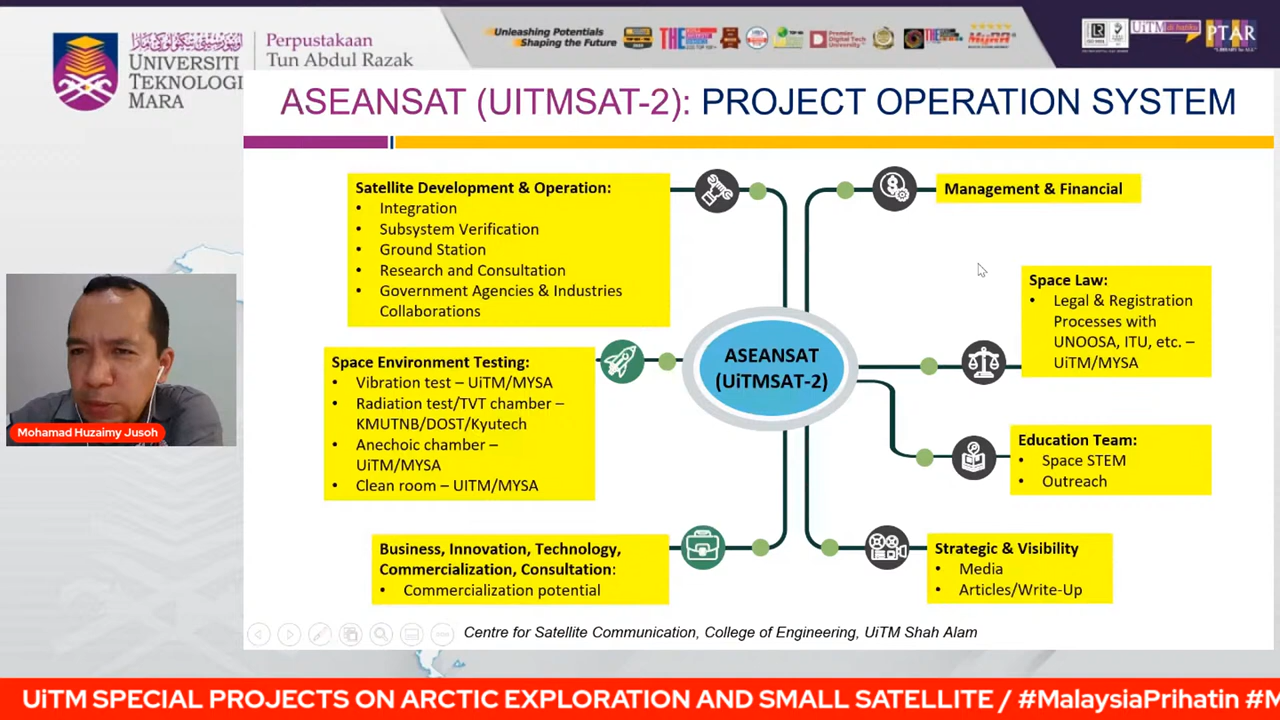 UNIVERSITI
TEKNOLOGI
MARA
Perpustakaan
Tun Abdul Razak
Unleashing Potentials
Shaping the Future
UiTM di hatiku
PTAR
ASEANSAT (UITMSAT-2): PROJECT OPERATION SYSTEM
Satellite Development & Operation:
• Integration
• Subsystem Verification
• Ground Station
• Research and Consultation
• Government Agencies & Industries
Collaborations
Space Environment Testing:
• Vibration test – UiTM/MYSA
• Radiation test/TVT chamber –
KMUTNB/DOST/Kyutech
• Anechoic chamber –
UiTM/MYSA
• Clean room – UITM/MYSA
Business, Innovation, Technology,
Commercialization, Consultation:
• Commercialization potential
ASEANSAT
(UiTMSAT-2)
Management & Financial
Space Law:
• Legal & Registration
Processes with
UNOOSA, ITU, etc. –
UiTM/MYSA
Education Team:
• Space STEM
• Outreach
Strategic & Visibility
• Media
• Articles/Write-Up
Mohamad Huzaimy Jusoh
Centre for Satellite Communication, College of Engineering, UiTM Shah Alam
UiTM SPECIAL PROJECTS ON ARCTIC EXPLORATION AND SMALL SATELLITE / #MalaysiaPrihatin #M